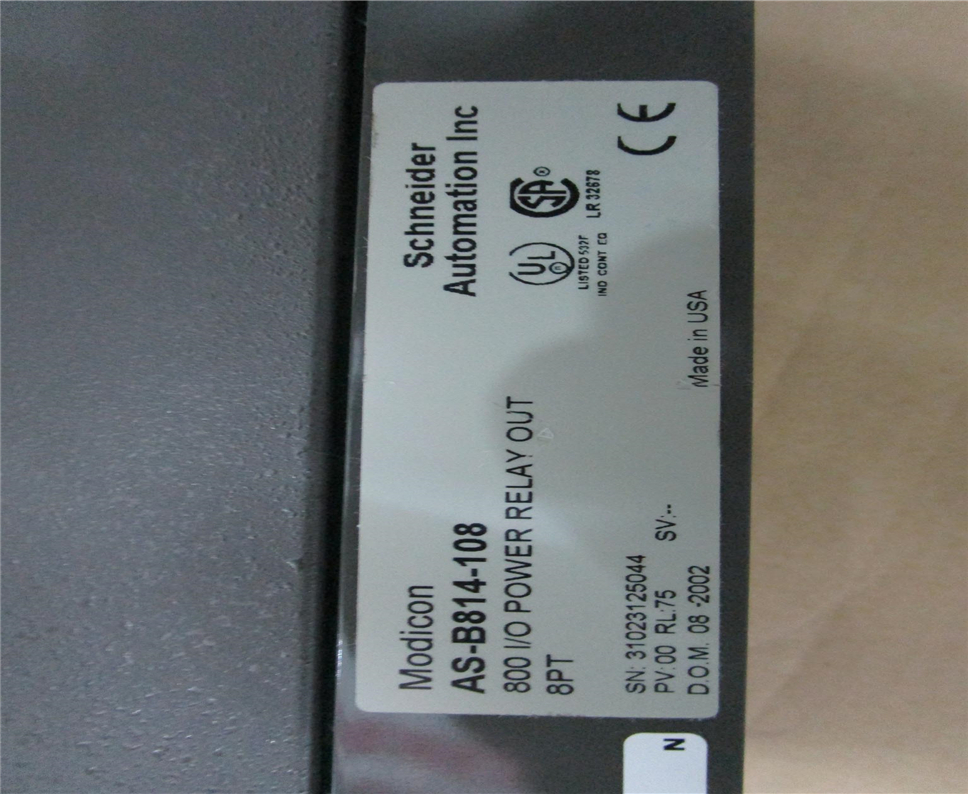 Modicon
AS-B814-108
800 I/O POWER RELAY OUT
8PT
Schneider
Automation Inc
UL
LISTED
IND CONT EQ
SA®
LR 32678
CE
SN: 31023125044
PV:00 RL:75 SV:--
D.O.M. 08-2002
Made in USA
N